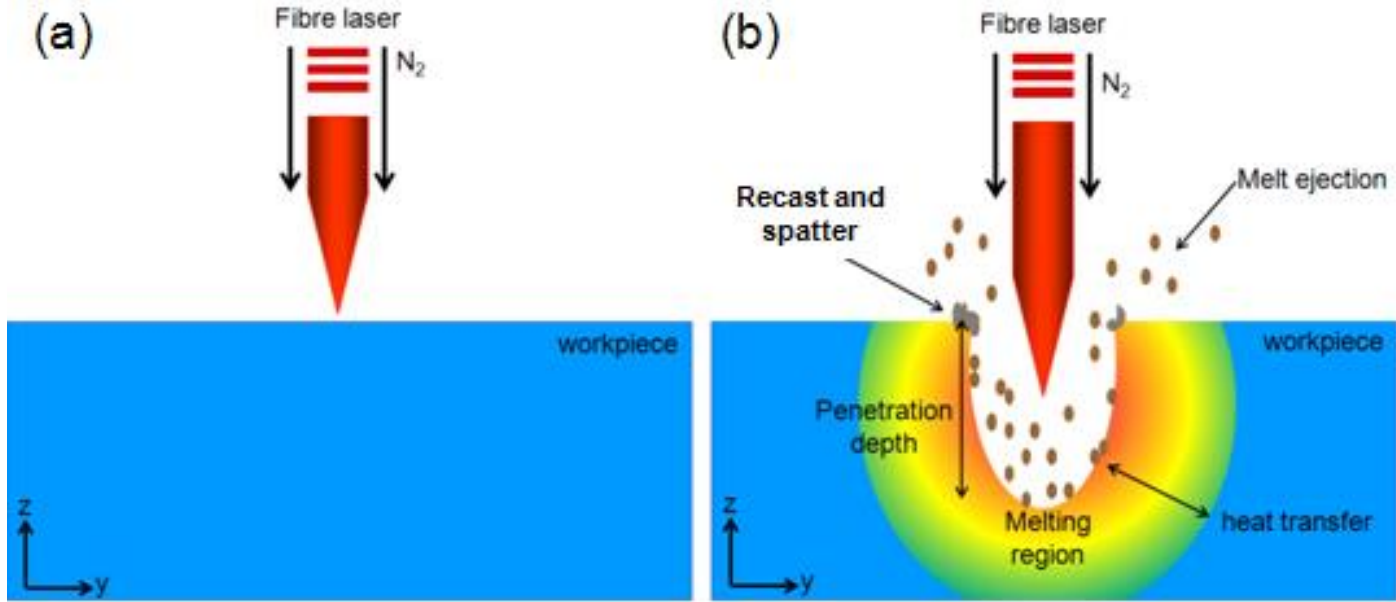 (a)
Fibre laser
N2
workpiece
z
y
(b)
Fibre laser
N2
Melt ejection
Recast and
spatter
workpiece
Penetration
depth
Melting
region
heat transfer
z
y